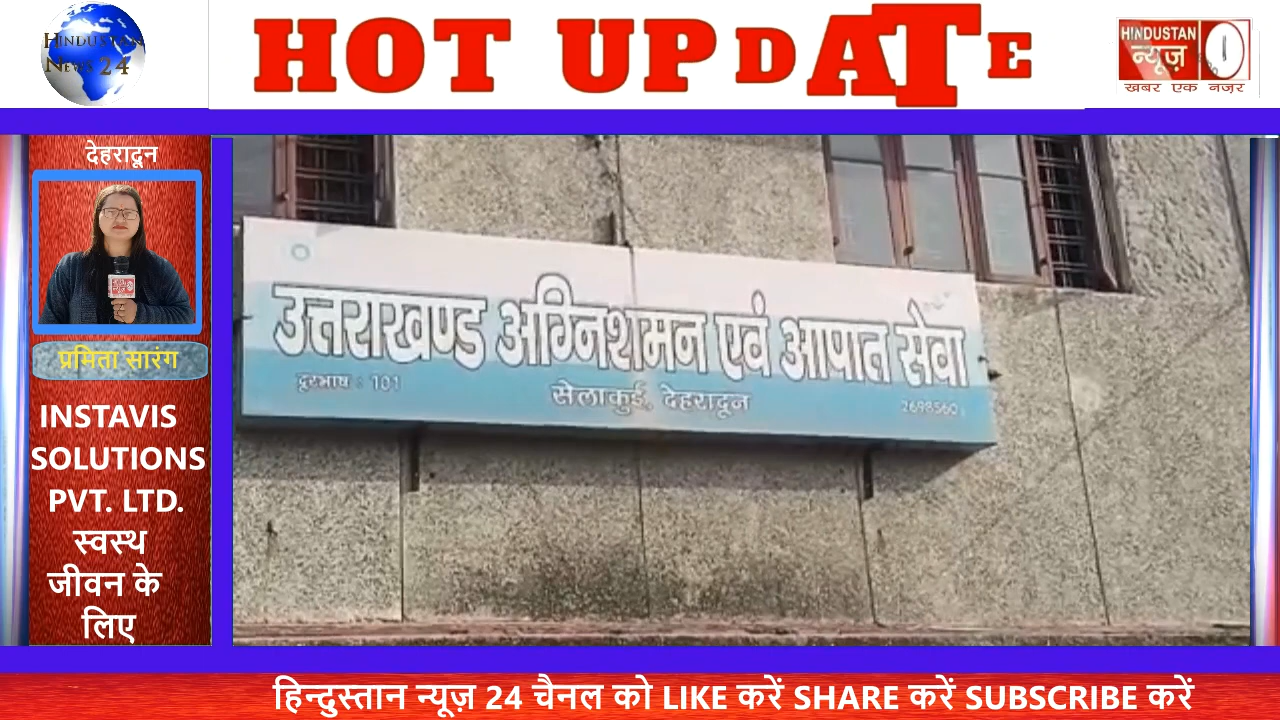 HINDUSTAN
NEWS 24
HOT UPDATE
HINDUSTAN
न्यूज़
खबर एक नज़र
देहरादून
प्रमिता सारंग
INSTAVIS
SOLUTIONS
PVT. LTD.
स्वस्थ
जीवन के
लिए
उत्तराखण्ड अग्निशमन एवं आपात सेवा
दूरभाष : 101
सेलाकुई, देहरादून
2698560
हिन्दुस्तान न्यूज़ 24 चैनल को LIKE करें SHARE करें SUBSCRIBE करें